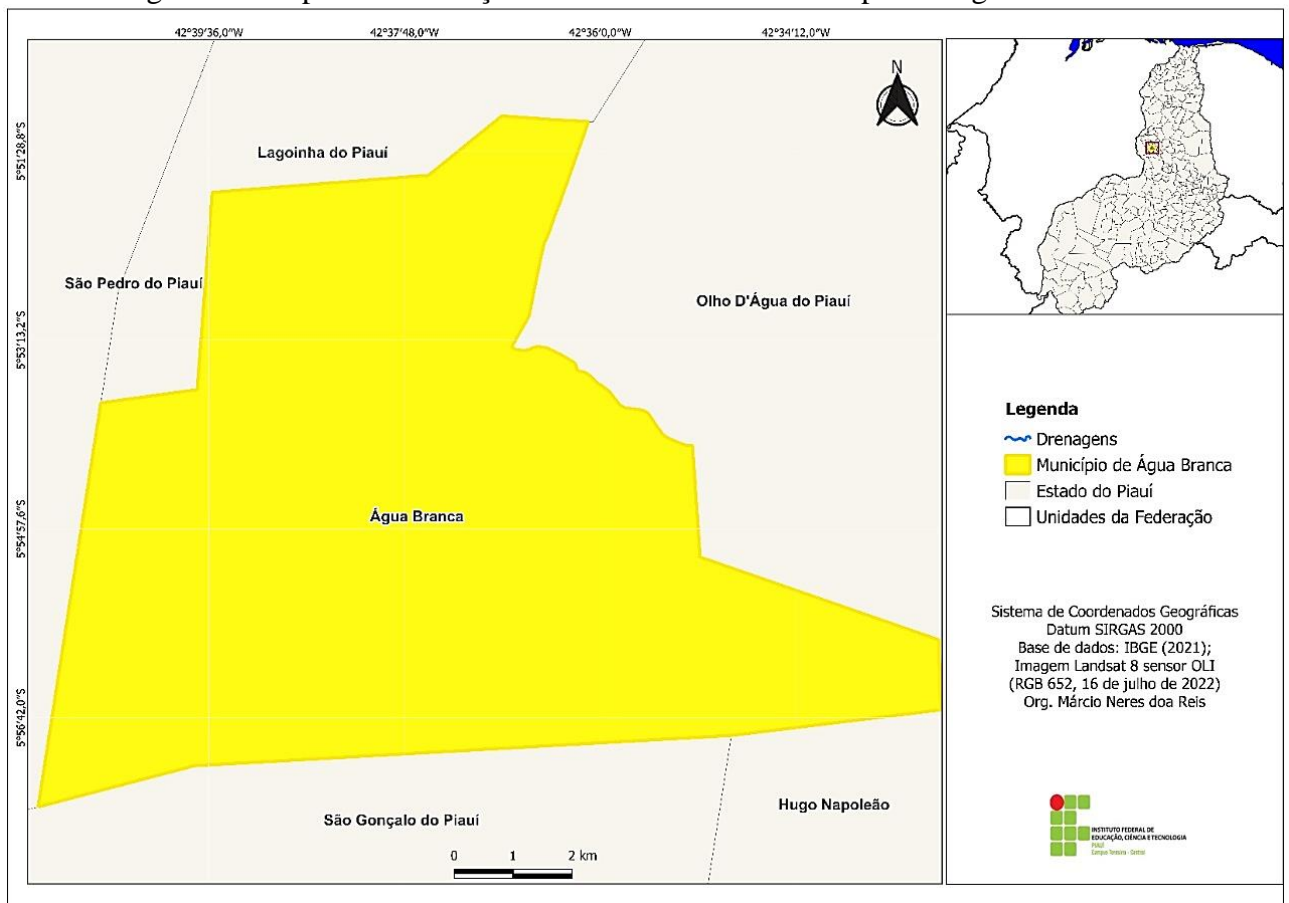 42°39'36,0"W 42°37'48,0"W 42°36'0,0"W 42°34'12,0"W
N
5°51'28,8"S
Lagoinha do Piauí
São Pedro do Piauí
Olho D'Água do Piauí
5°53'13,2"S
Água Branca
5°54'57,6"S
5°56'42,0"S
Hugo Napoleão
São Gonçalo do Piauí
0 1 2 km
Legenda
Drenagens
Município de Água Branca
Estado do Piauí
Unidades da Federação
Sistema de Coordenados Geográficas
Datum SIRGAS 2000
Base de dados: IBGE (2021);
Imagem Landsat 8 sensor OLI
(RGB 652, 16 de julho de 2022)
Org. Márcio Neres doa Reis
INSTITUTO FEDERAL DE
EDUCAÇÃO, CIÊNCIA E TECNOLOGIA
PIAUÍ
Campus Teresina - Central